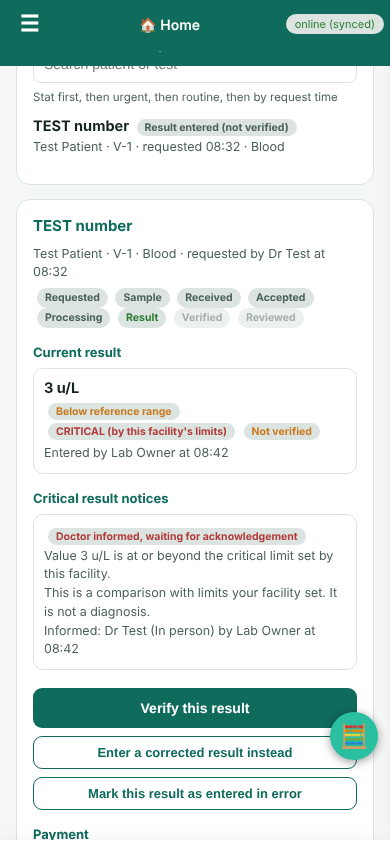 Home
online (synced)
Search patient or test
Stat first, then urgent, then routine, then by request time
TEST number Result entered (not verified)
Test Patient · V-1 · requested 08:32 · Blood
TEST number
Test Patient · V-1 · Blood · requested by Dr Test at
08:32
Requested Sample Received Accepted
Processing Result Verified Reviewed
Current result
3 u/L
Below reference range
CRITICAL (by this facility's limits) Not verified
Entered by Lab Owner at 08:42
Critical result notices
Doctor informed, waiting for acknowledgement
Value 3 u/L is at or beyond the critical limit set by
this facility.
This is a comparison with limits your facility set. It
is not a diagnosis.
Informed: Dr Test (In person) by Lab Owner at
08:42
Verify this result
Enter a corrected result instead
Mark this result as entered in error
Payment